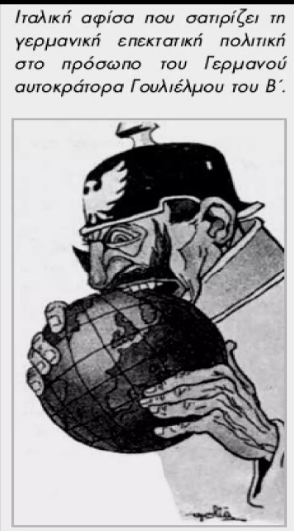 Ιταλική αφίσα που σατιρίζει τη
γερμανική επεκτατική πολιτική
στο πρόσωπο του Γερμανού
αυτοκράτορα Γουλιέλμου του Β΄.